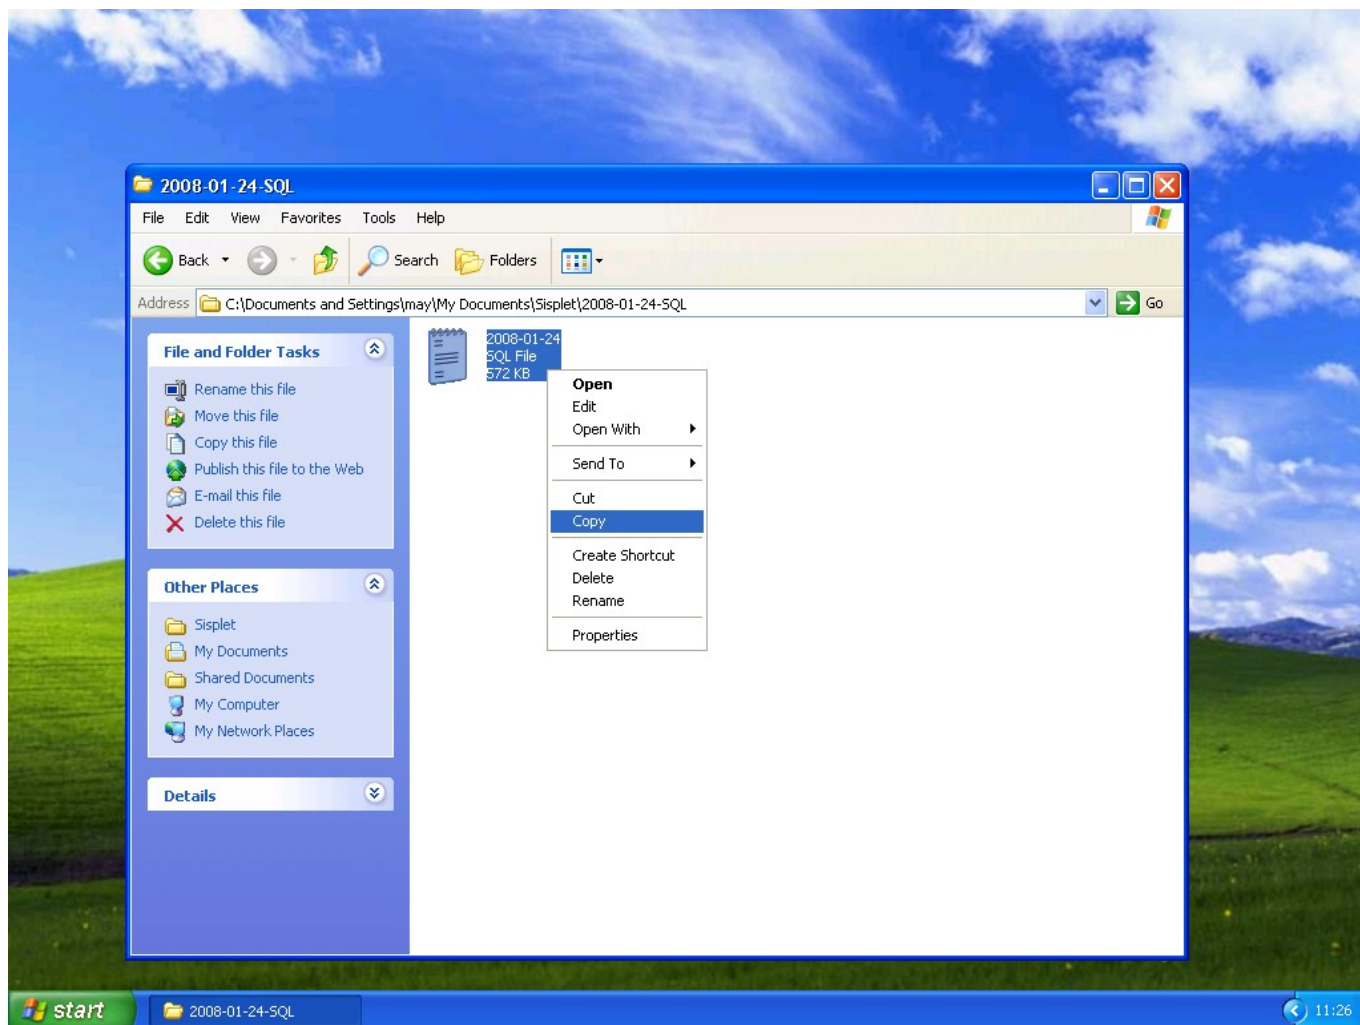 2008-01-24-SQL
File Edit View Favorites Tools Help
Back Search Folders
Address C:\Documents and Settings\may\My Documents\Sisplet\2008-01-24-SQL Go
File and Folder Tasks
Rename this file
Move this file
Copy this file
Publish this file to the Web
E-mail this file
Delete this file
Other Places
Sisplet
My Documents
Shared Documents
My Computer
My Network Places
Details
2008-01-24
SQL File
572 KB
Open
Edit
Open With
Send To
Cut
Copy
Create Shortcut
Delete
Rename
Properties
start 2008-01-24-SQL 11:26